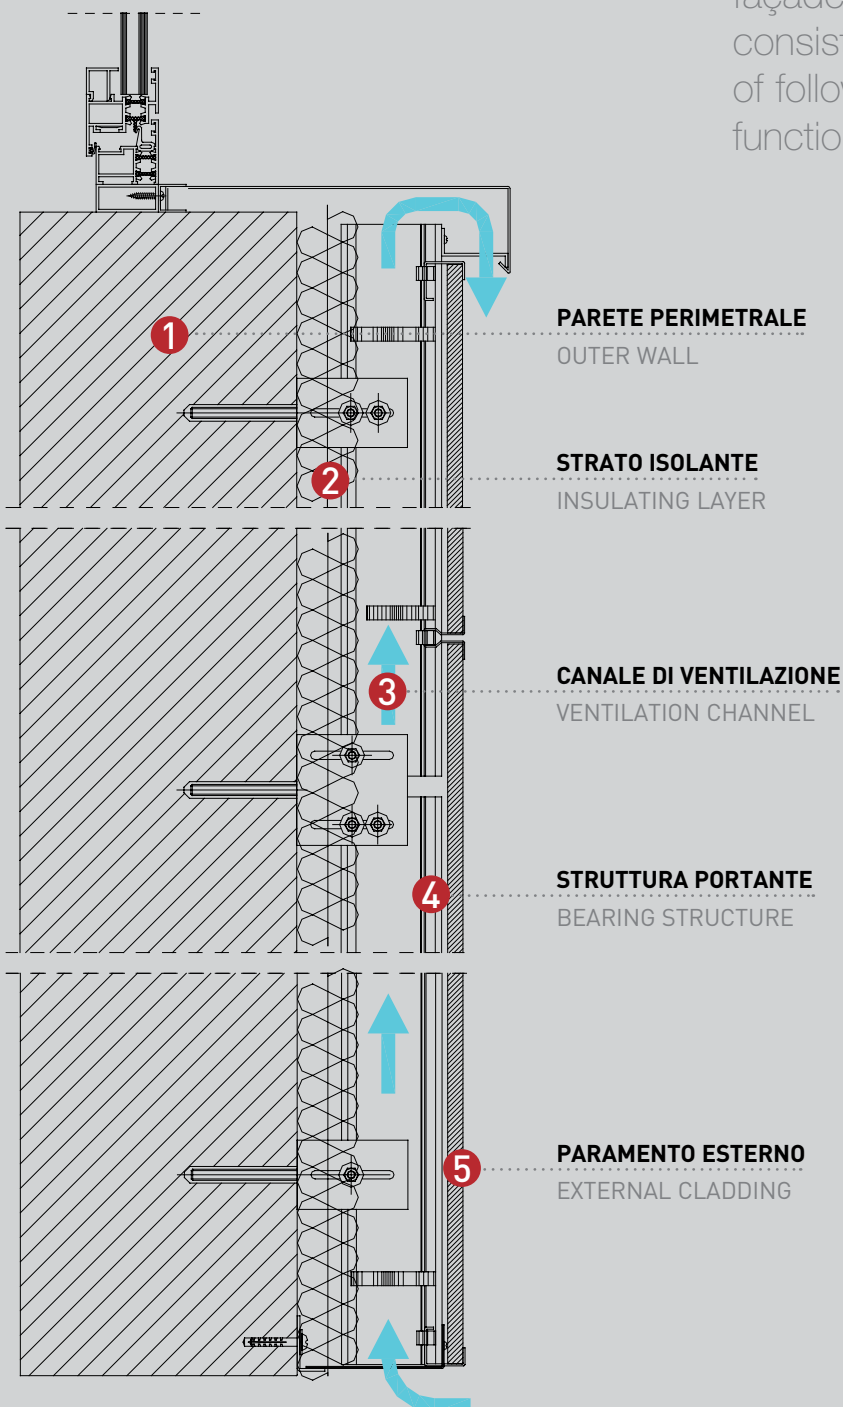 consist
of follow
functio
1
PARETE PERIMETRALE
OUTER WALL
2
STRATO ISOLANTE
INSULATING LAYER
3
CANALE DI VENTILAZIONE
VENTILATION CHANNEL
4
STRUTTURA PORTANTE
BEARING STRUCTURE
5
PARAMENTO ESTERNO
EXTERNAL CLADDING